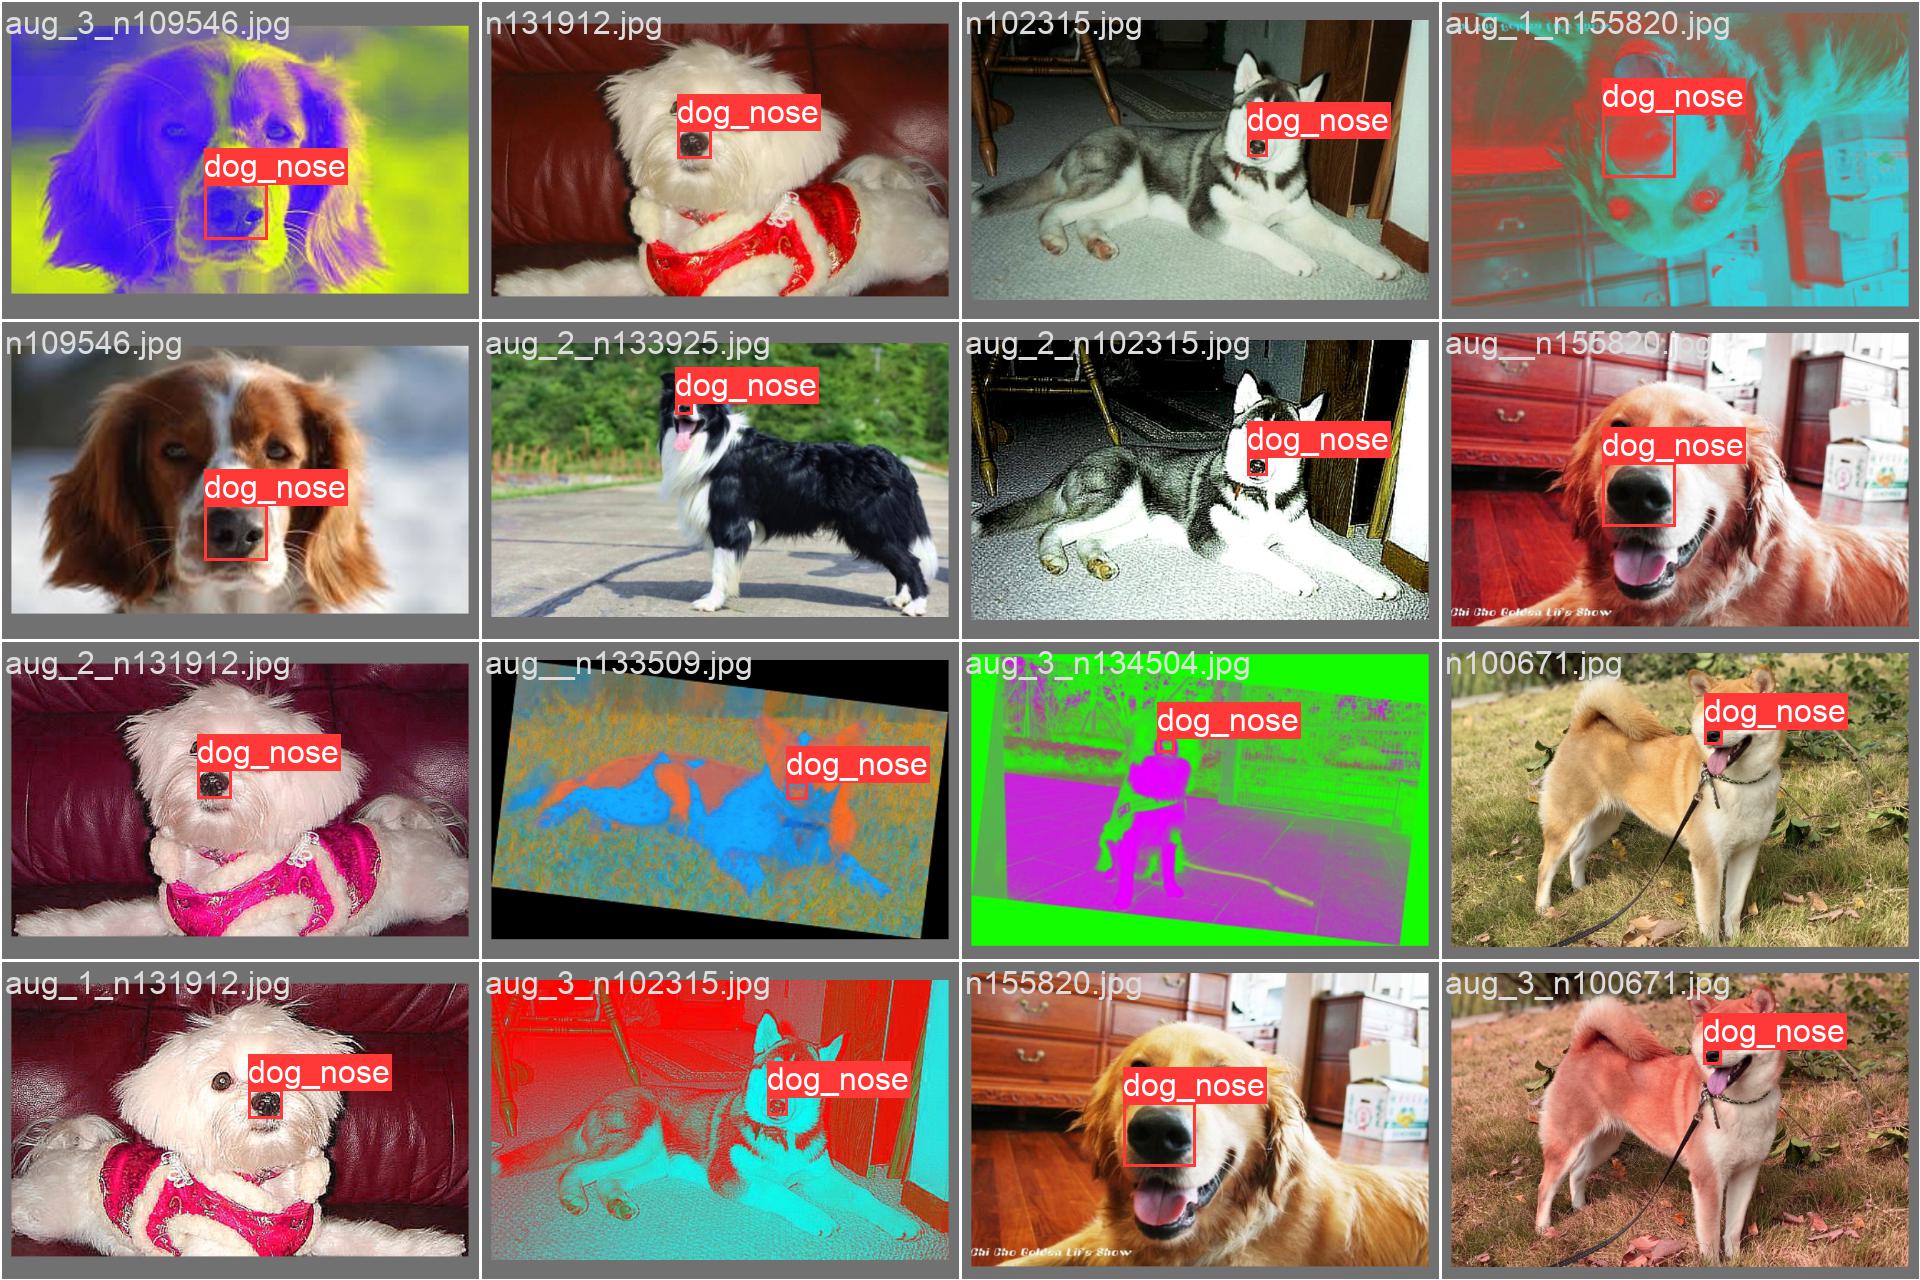 aug_3_n109546.jpg
dog_nose
n131912.jpg
dog_nose
n102315.jpg
dog_nose
aug_1_n155820.jpg
dog_nose
n109546.jpg
dog_nose
aug_2_n133925.jpg
dog_nose
aug_2_n102315.jpg
dog_nose
aug__n155820.jpg
dog_nose
Chi Cho Golden Lii's Show
aug_2_n131912.jpg
dog_nose
aug__n133509.jpg
dog_nose
aug_3_n134504.jpg
dog_nose
n100671.jpg
dog_nose
aug_1_n131912.jpg
dog_nose
aug_3_n102315.jpg
dog_nose
n155820.jpg
dog_nose
Chi Cho Golden Lii's Show
aug_3_n100671.jpg
dog_nose